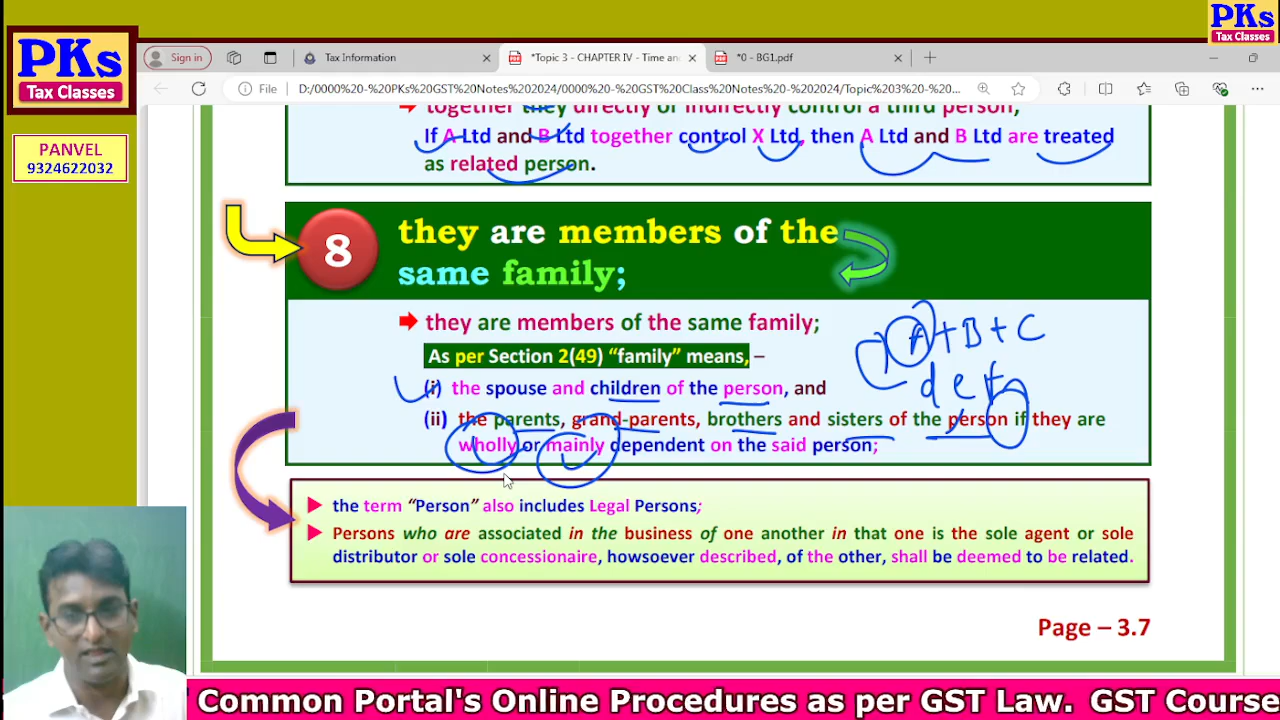 PKs
Tax Classes
PKs
Tax Classes
Sign in
Tax Information
*Topic 3 - CHAPTER IV - Time an
*0 - BG1.pdf
File
D:/0000%20-%20PKs%20GST%20Notes%202024/0000%20-%20GST%20Class%20Notes%20-%202024/Topic%203%20-%20...
PANVEL
9324622032
together they directly or indirectly control a third person;
If A Ltd and B Ltd together control X Ltd, then A Ltd and B Ltd are treated
as related person.
8
they are members of the
same family;
they are members of the same family;
As per Section 2(49) “family” means, –
(i) the spouse and children of the person, and
(ii) the parents, grand-parents, brothers and sisters of the person if they are
wholly or mainly dependent on the said person;
A+B+C
the term “Person” also includes Legal Persons;
Persons who are associated in the business of one another in that one is the sole agent or sole
distributor or sole concessionaire, howsoever described, of the other, shall be deemed to be related.
Page – 3.7
Common Portal's Online Procedures as per GST Law. GST Course